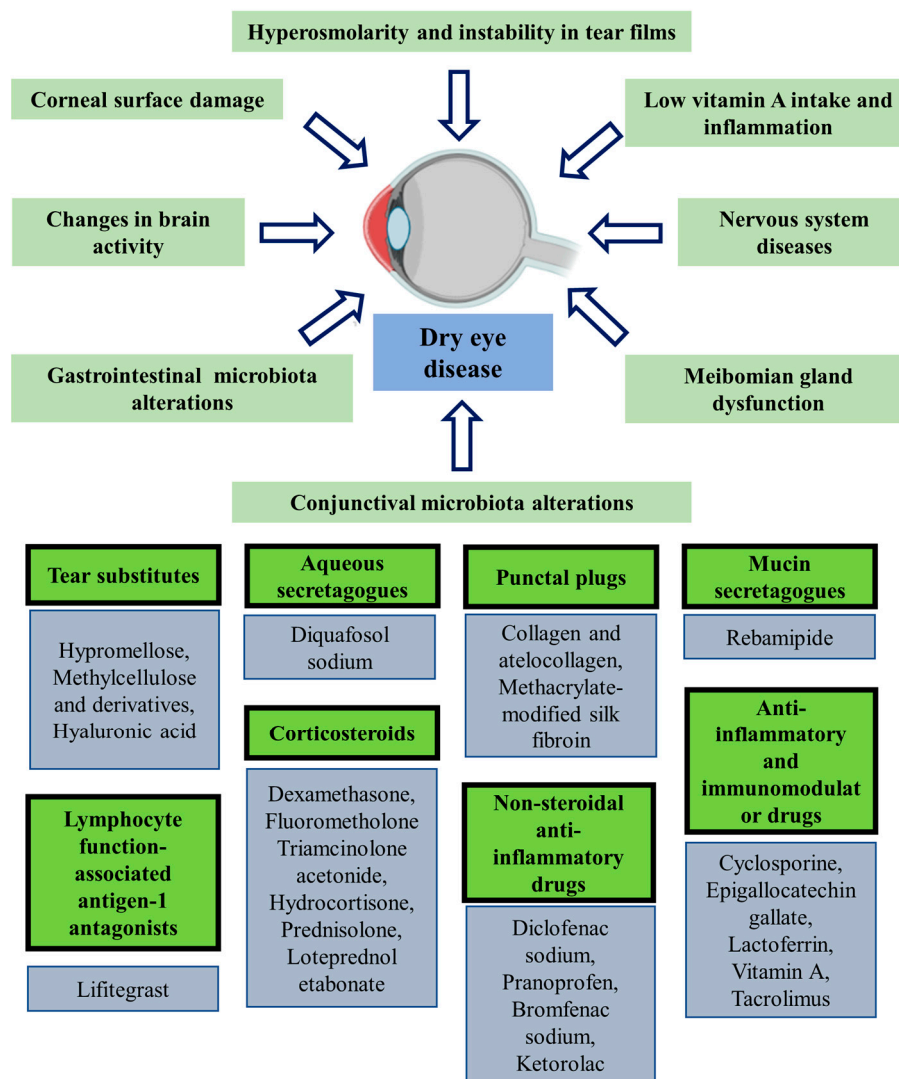 Hyperosmolarity and instability in tear films
Corneal surface damage
Low vitamin A intake and
inflammation
Changes in brain
activity
Nervous system
diseases
Gastrointestinal microbiota
alterations
Dry eye
disease
Meibomian gland
dysfunction
Conjunctival microbiota alterations
Tear substitutes
Hypromellose,
Methylcellulose
and derivatives,
Hyaluronic acid
Lymphocyte
function-
associated
antigen-1
antagonists
Lifitegrast
Aqueous
secretagogues
Diquafosol
sodium
Corticosteroids
Dexamethasone,
Fluorometholone
Triamcinolone
acetonide,
Hydrocortisone,
Prednisolone,
Loteprednol
etabonate
Punctal plugs
Collagen and
atelocollagen,
Methacrylate-
modified silk
fibroin
Non-steroidal
anti-
inflammatory
drugs
Diclofenac
sodium,
Pranoprofen,
Bromfenac
sodium,
Ketorolac
Mucin
secretagogues
Rebamipide
Anti-
inflammatory
and
immunomodulat
or drugs
Cyclosporine,
Epigallocatechin
gallate,
Lactoferrin,
Vitamin A,
Tacrolimus